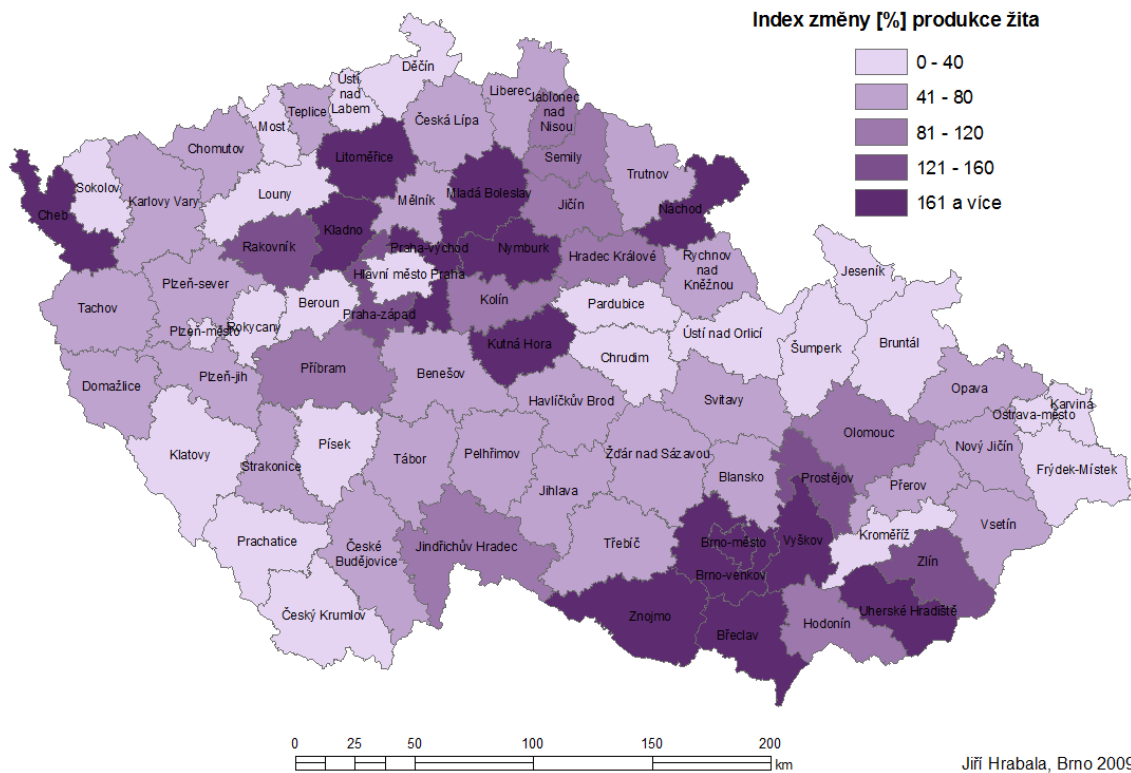 Index změny [%] produkce žita
0 - 40
41 - 80
81 - 120
121 - 160
161 a více
Děčín
Ústí
nad
Labem
Liberec
Teplice
Jablonec
nad
Nisou
Most
Česká Lípa
Chomutov
Litoměřice
Semily
Trutnov
Sokolov
Louny
Mladá Boleslav
Karlovy Vary
Mělník
Jičín
Cheb
Náchod
Kladno
Rakovník
Praha-východ
Nymburk
Hradec Králové
Rychnov
nad
Kněžnou
Hlavní město Praha
Jeseník
Plzeň-sever
Tachov
Beroun
Kolín
Pardubice
Praha-západ
Plzeň-město
Rokycany
Ústí nad Orlicí
Kutná Hora
Šumperk
Bruntál
Chrudim
Příbram
Benešov
Domažlice
Plzeň-jih
Opava
Havlíčkův Brod
Svitavy
Karviná
Ostrava-město
Olomouc
Písek
Klatovy
Nový Jičín
Pelhřimov
Žďár nad Sázavou
Tábor
Strakonice
Frýdek-Místek
Blansko
Prostějov
Přerov
Jihlava
Vsetín
Kroměříž
Prachatice
České
Budějovice
Jindřichův Hradec
Třebíč
Brno-město
Vyškov
Zlín
Brno-venkov
Český Krumlov
Znojmo
Břeclav
Hodonín
Uherské Hradiště
0 25 50 100 150 200
km
Jiří Hrabala, Brno 2009